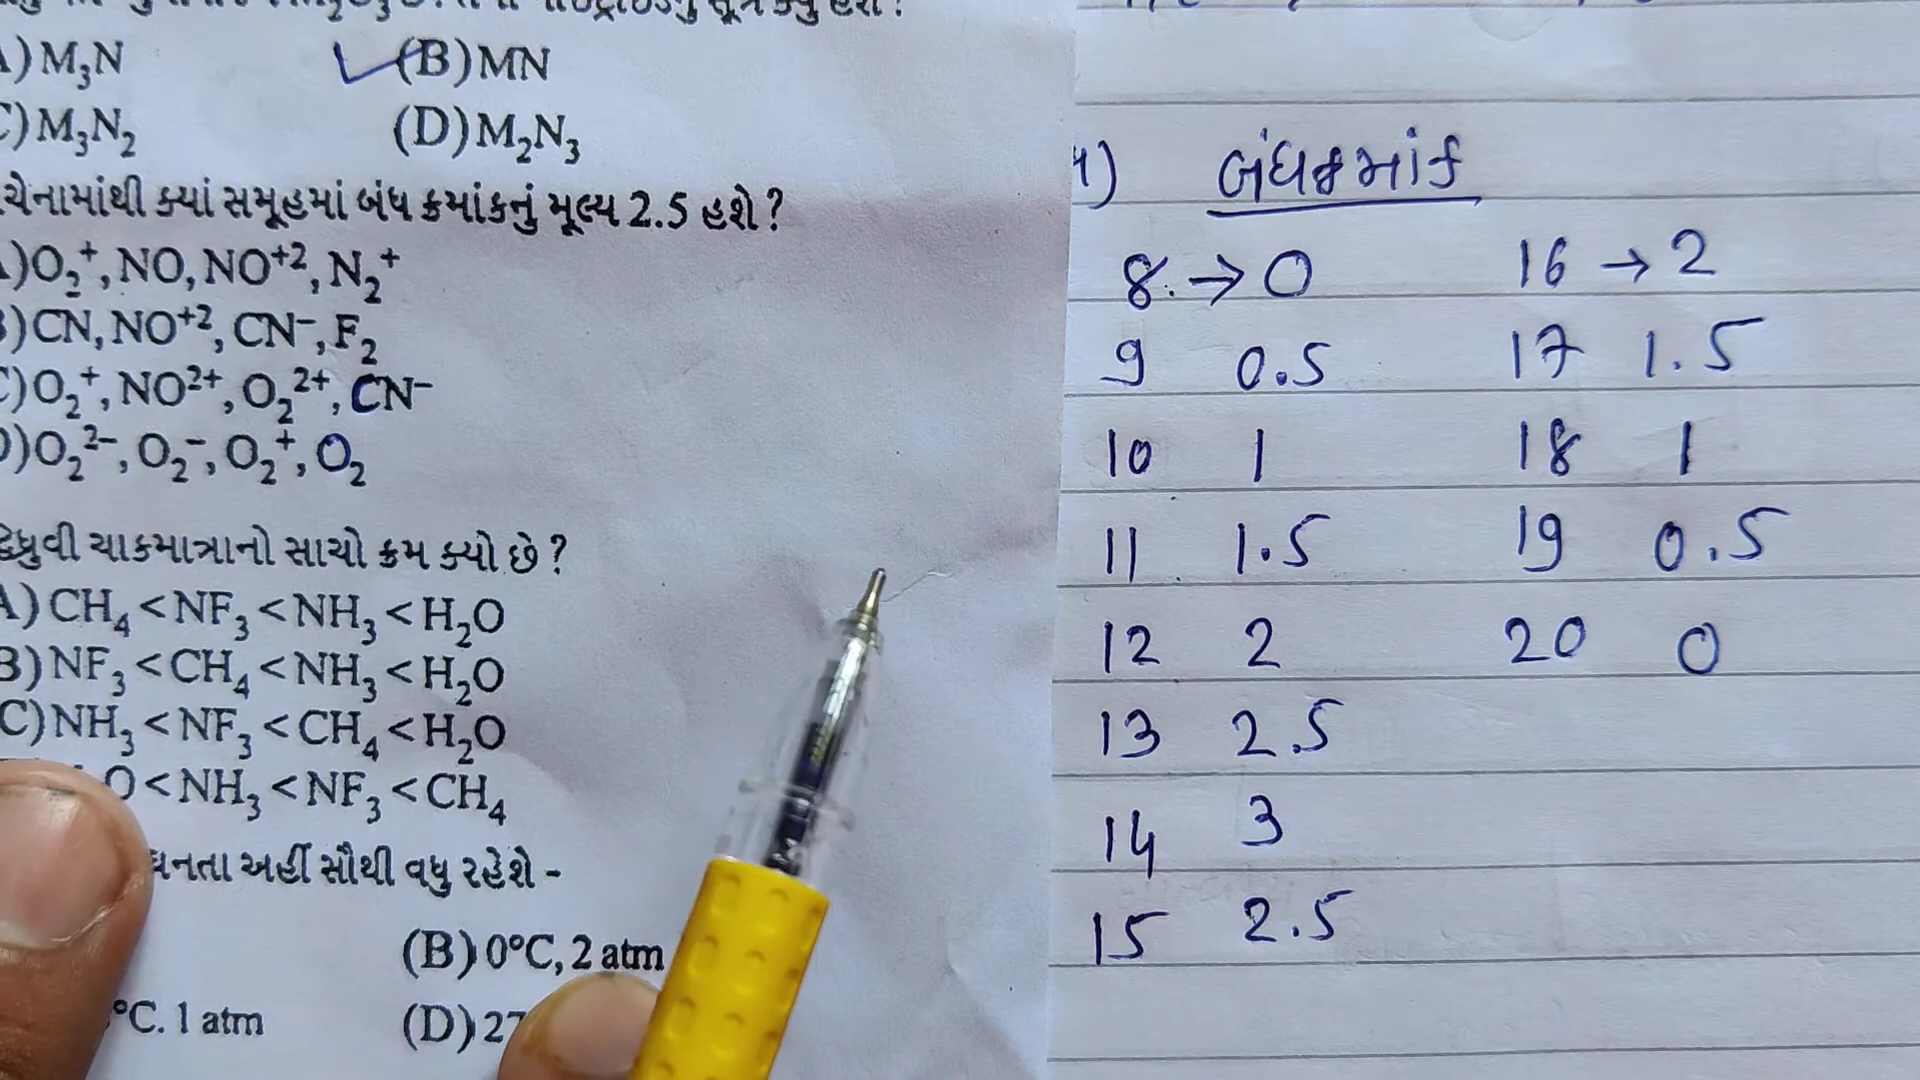 સૂત્ર ક્યું હશે?
)M₃N (B)MN
)M₃N₂ (D)M₂N₃
ચેનામાંથી ક્યાં સમૂહમાં બંધ ક્રમાંકનું મૂલ્ય 2.5 હશે?
)O₂⁺, NO, NO⁺², N₂⁺
)CN, NO⁺², CN⁻, F₂
)O₂⁺, NO²⁺, O₂²⁺, CN⁻
)O₂²⁻, O₂⁻, O₂⁺, O₂
દ્વિધ્રુવી ચાકમાત્રાનો સાચો ક્રમ ક્યો છે?
A)CH₄ < NF₃ < NH₃ < H₂O
B)NF₃ < CH₄ < NH₃ < H₂O
C)NH₃ < NF₃ < CH₄ < H₂O
O < NH₃ < NF₃ < CH₄
ઘનતા અહીં સૌથી વધુ રહેશે -
(B) 0°C, 2 atm
°C. 1 atm (D) 27
બંધક્રમાંક
8. → 0 16 → 2
9 0.5 17 1.5
10 1 18 1
11 1.5 19 0.5
12 2 20 0
13 2.5
14 3
15 2.5